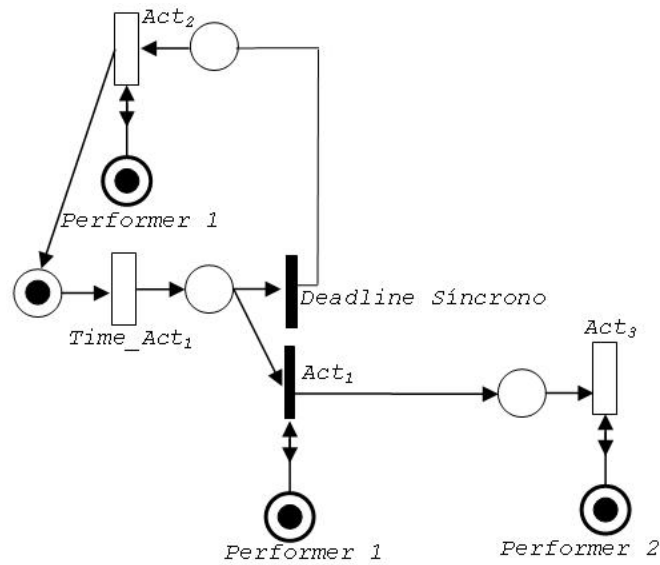 Act₂
Performer 1
Deadline Síncrono
Time_Act₁
Act₃
Act₁
Performer 1
Performer 2